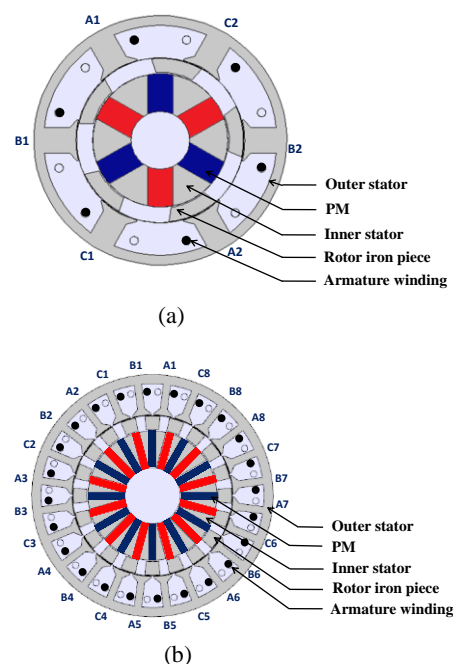 A1
C2
B1
B2
Outer stator
PM
Inner stator
Rotor iron piece
C1
A2
Armature winding
(a)
B1
A1
C1
C8
A2
B8
B2
A8
C2
C7
A3
B7
B3
A7
Outer stator
C3
C6
PM
A4
B6
Inner stator
B4
A6
Rotor iron piece
C4
A5
B5
C5
Armature winding
(b)